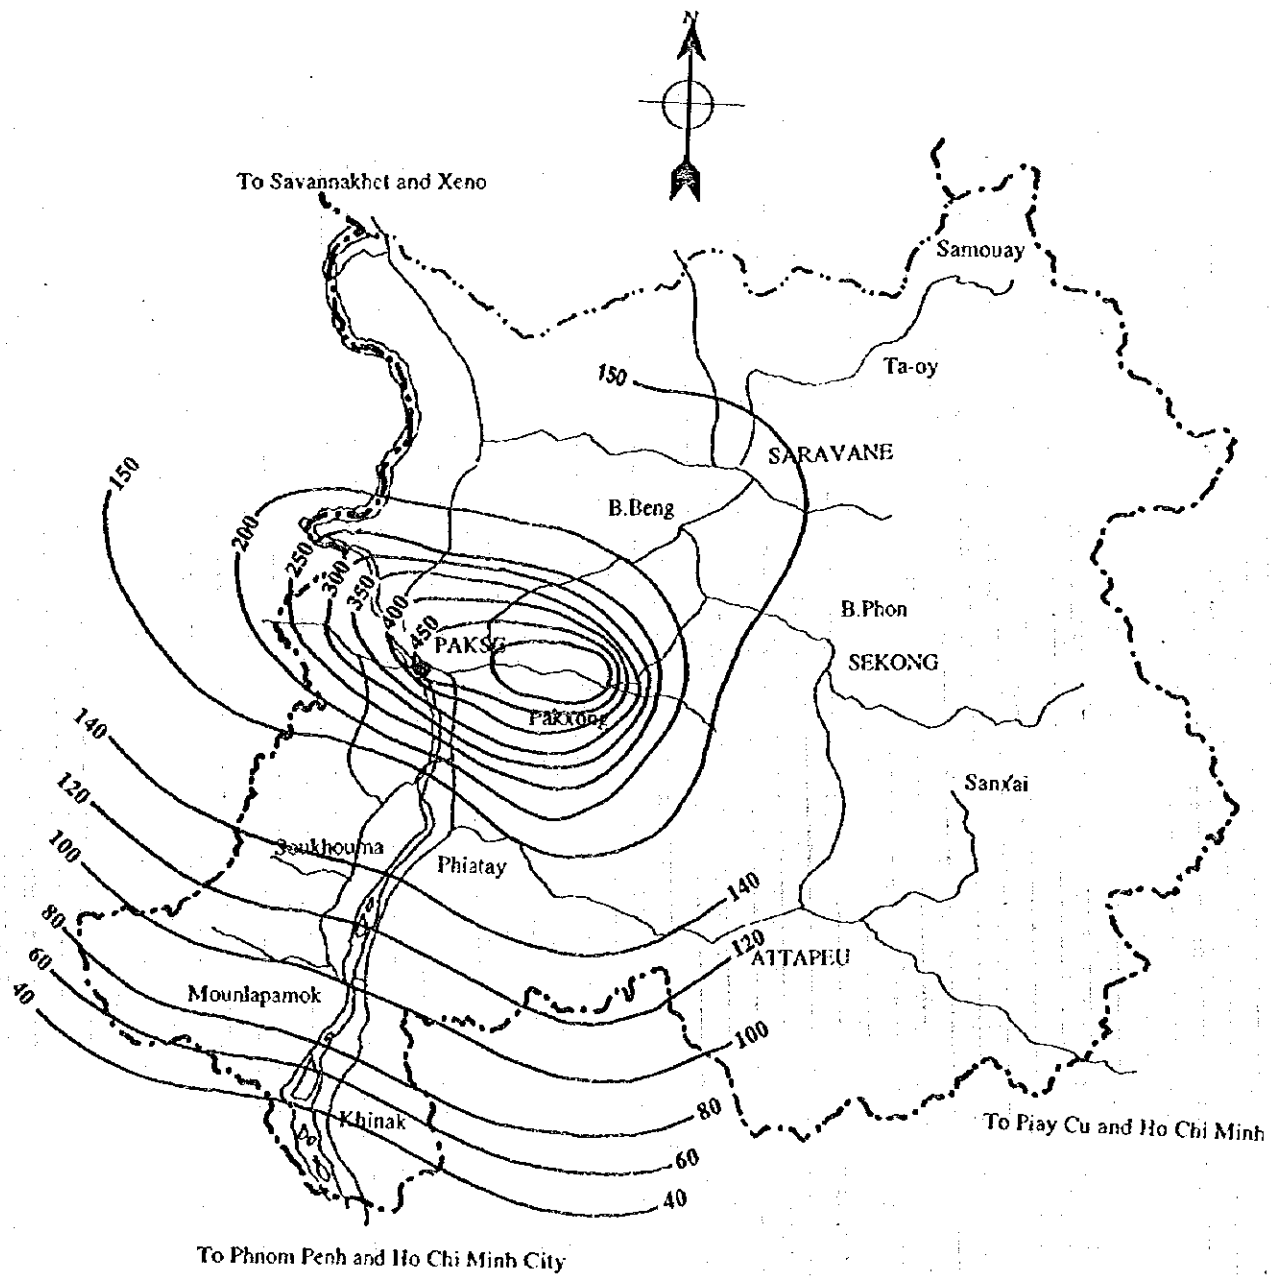 N
To Savannakhet and Xeno
Samouay
Ta-oy
150
SARAVANE
150
B.Beng
200
250
300
350
400
450
B.Phon
PAKSE
SEKONG
Pakxong
140
Sanxai
120
100
Soukhouma
Phiatay
140
80
120
ATTAPEU
60
40
Mounlapamok
100
80
Khinak
To Play Cu and Ho Chi Minh
60
40
To Phnom Penh and Ho Chi Minh City